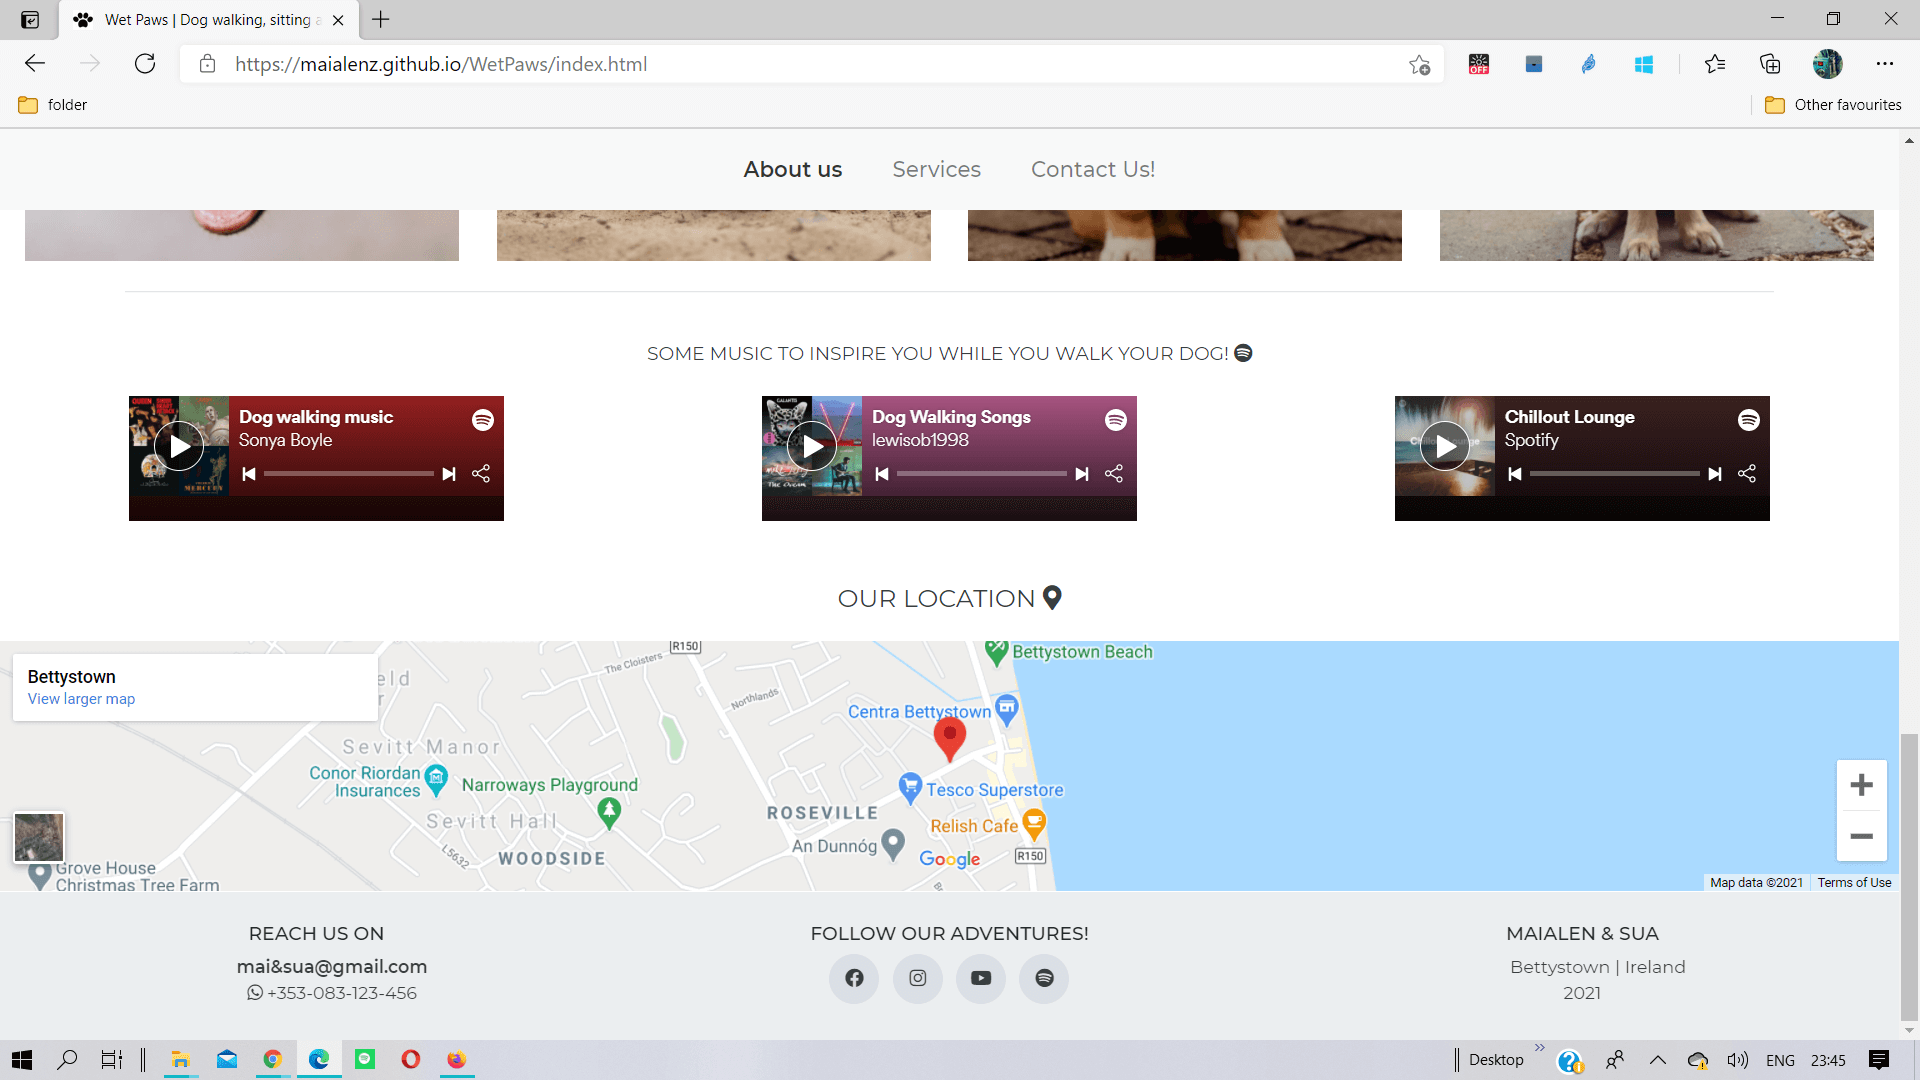 Wet Paws | Dog walking, sitting a
https://maialenz.github.io/WetPaws/index.html
OFF
folder
Other favourites
About us
Services
Contact Us!
SOME MUSIC TO INSPIRE YOU WHILE YOU WALK YOUR DOG!
Dog walking music
Sonya Boyle
Dog Walking Songs
lewisob1998
Chillout Lounge
Spotify
OUR LOCATION
Bettystown
View larger map
R150
The Cloisters
Northlands
Bettystown Beach
Centra Bettystown
Sevitt Manor
Conor Riordan
Insurances
Narroways Playground
Tesco Superstore
ROSEVILLE
Relish Cafe
Sevitt Hall
An Dunnóg
L5632
WOODSIDE
Google
R150
Grove House
Christmas Tree Farm
Map data ©2021
Terms of Use
REACH US ON
mai&sua@gmail.com
+353-083-123-456
FOLLOW OUR ADVENTURES!
MAIALEN & SUA
Bettystown | Ireland
2021
Desktop
ENG
23:45